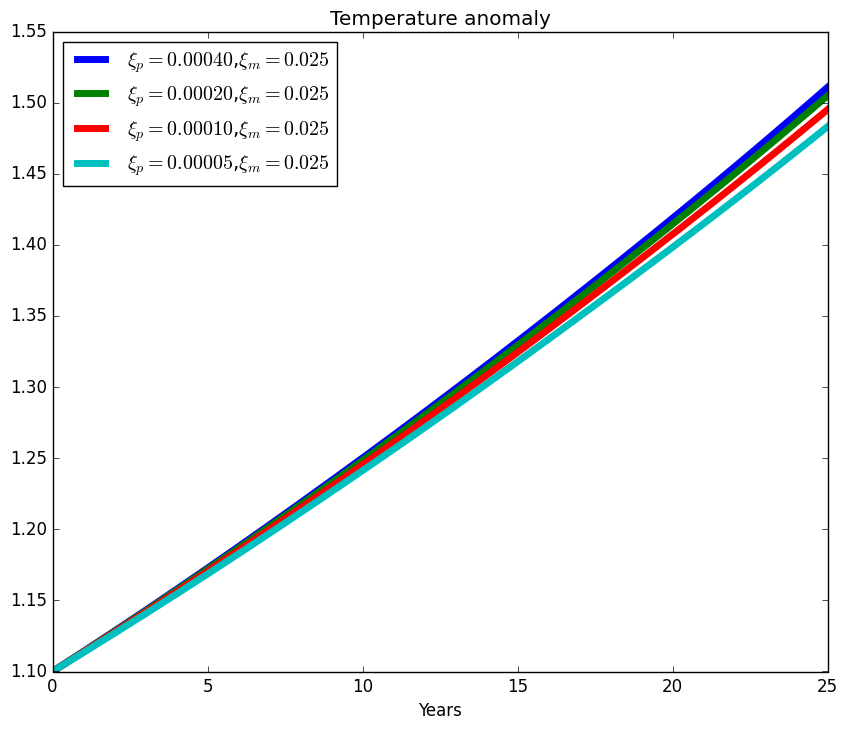 Temperature anomaly
1.55
1.50
1.45
1.40
1.35
1.30
1.25
1.20
1.15
1.10
ξₚ = 0.00040,ξₘ = 0.025
ξₚ = 0.00020,ξₘ = 0.025
ξₚ = 0.00010,ξₘ = 0.025
ξₚ = 0.00005,ξₘ = 0.025
0 5 10 15 20 25
Years